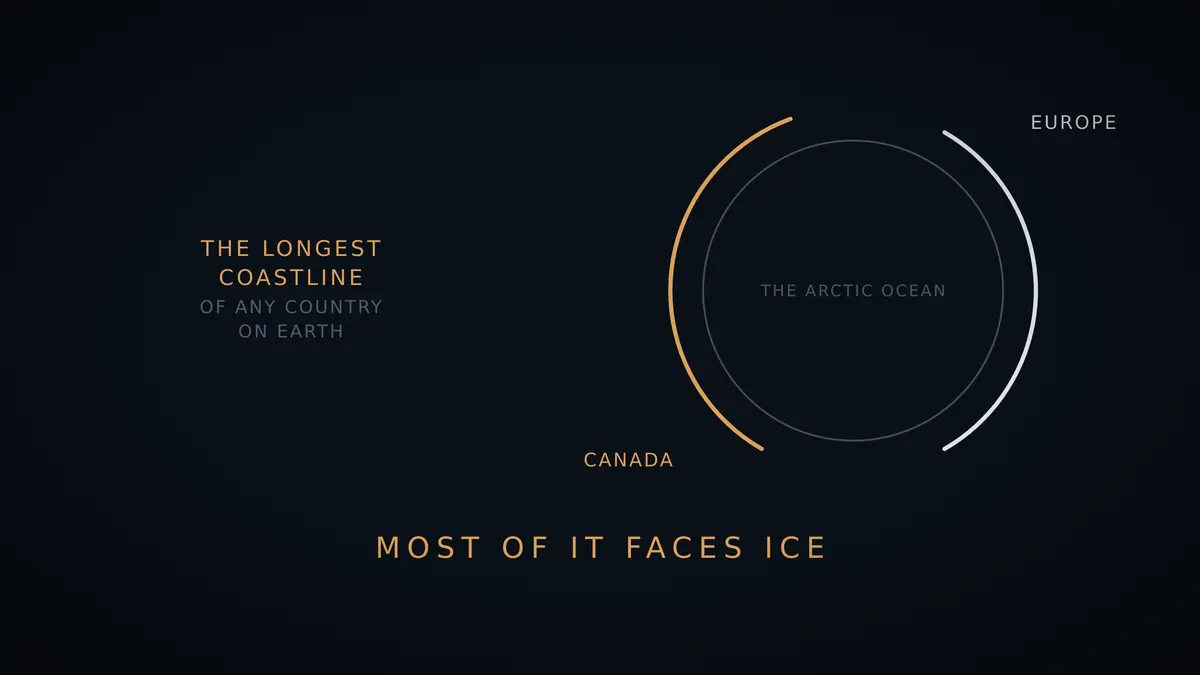 EUROPE
THE LONGEST
COASTLINE
OF ANY COUNTRY
ON EARTH
THE ARCTIC OCEAN
CANADA
MOST OF IT FACES ICE